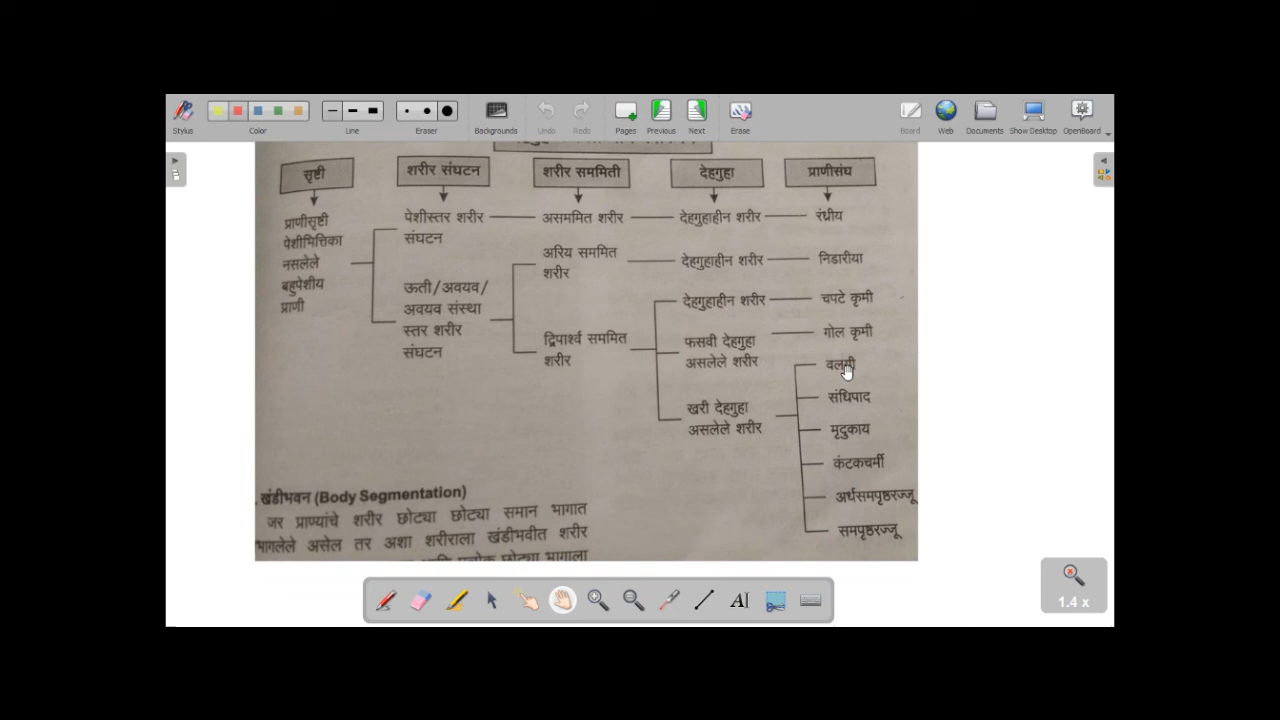 Stylus
Color
Line
Eraser
Backgrounds
Undo
Redo
Pages
Previous
Next
Erase
Board
Web
Documents
Show Desktop
OpenBoard
सृष्टी
शरीर संघटन
शरीर सममिती
देहगुहा
प्राणीसंघ
प्राणीसृष्टी
पेशीभित्तिका
नसलेले
बहुपेशीय
प्राणी
पेशीस्तर शरीर
संघटन
असममित शरीर
देहगुहाहीन शरीर
रंध्रीय
अरिय सममित
शरीर
देहगुहाहीन शरीर
निडारीया
ऊती/अवयव/
अवयव संस्था
स्तर शरीर
संघटन
द्विपार्श्व सममित
शरीर
देहगुहाहीन शरीर
चपटे कृमी
फसवी देहगुहा
असलेले शरीर
गोल कृमी
खरी देहगुहा
असलेले शरीर
संधिपाद
मृदुकाय
कंटकचर्मी
अर्धसमपृष्ठरज्जू
समपृष्ठरज्जू
. खंडीभवन (Body Segmentation)
जर प्राण्यांचे शरीर छोट्या छोट्या समान भागात
भागलेले असेल तर अशा शरीराला खंडीभवीत शरीर
छोट्या भागाला
AI
1.4 x